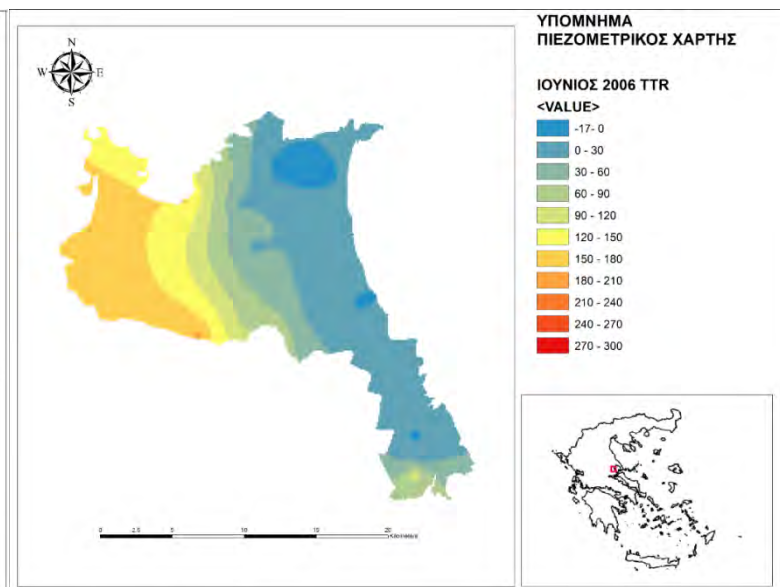 ΥΠΟΜΝΗΜΑ
ΠΙΕΖΟΜΕΤΡΙΚΟΣ ΧΑΡΤΗΣ
ΙΟΥΝΙΟΣ 2006 TTR
<VALUE>
-17- 0
0 - 30
30 - 60
60 - 90
90 - 120
120 - 150
150 - 180
180 - 210
210 - 240
240 - 270
270 - 300
N
W E
S
0 2,5 5 10 15 20
Kilometers